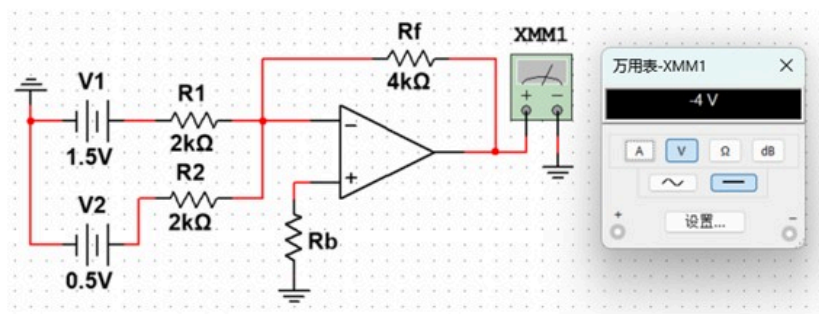 Rf
4kΩ
XMM1
V1
1.5V
R1
2kΩ
R2
2kΩ
V2
0.5V
Rb
万用表-XMM1
-4 V
A V Ω dB
设置...